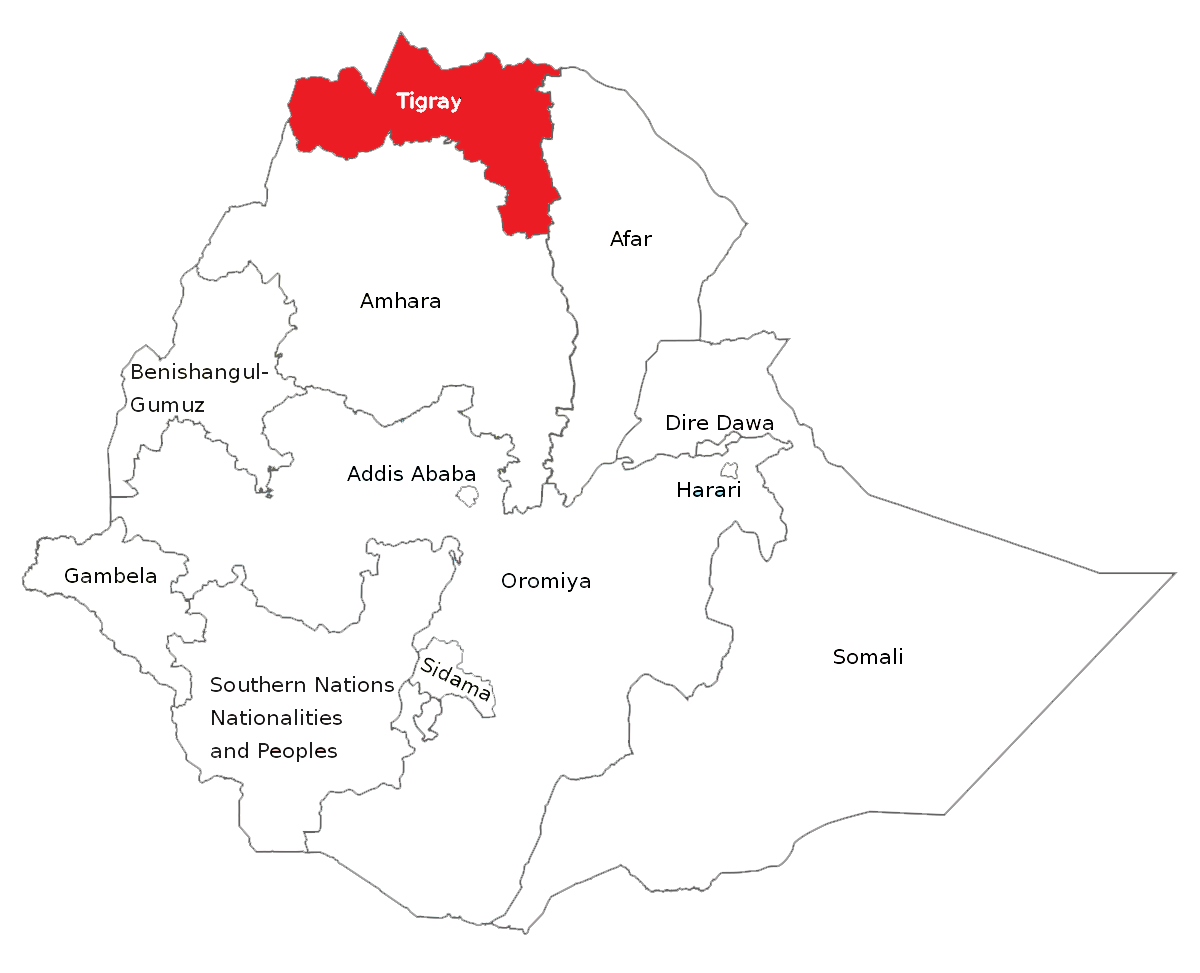 Tigray
Afar
Amhara
Benishangul-
Gumuz
Dire Dawa
Addis Ababa
Harari
Gambela
Oromiya
Somali
Sidama
Southern Nations
Nationalities
and Peoples